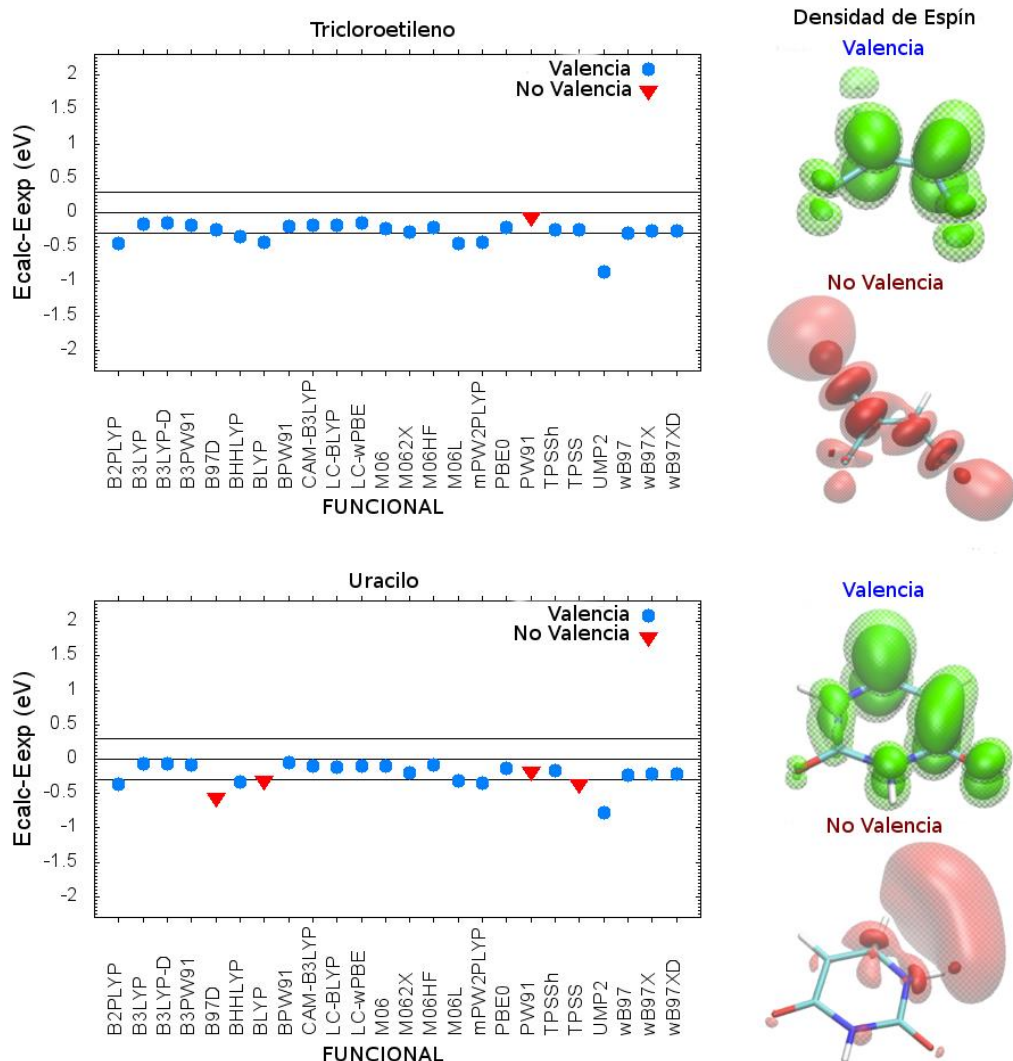 Tricloroetileno
Densidad de Espín
Valencia
Valencia
No Valencia
2
1.5
1
0.5
0
-0.5
-1
-1.5
-2
Ecalc-Eexp (eV)
B2PLYP
B3LYP
B3LYP-D
B3PW91
B97D
BHHLYP
BLYP
BPW91
CAM-B3LYP
LC-BLYP
LC-wPBE
M06
M062X
M06HF
M06L
mPW2PLYP
PBE0
PW91
TPSSh
TPSS
UMP2
wB97
wB97X
wB97XD
FUNCIONAL
No Valencia
Uracilo
Valencia
Valencia
No Valencia
2
1.5
1
0.5
0
-0.5
-1
-1.5
-2
Ecalc-Eexp (eV)
B2PLYP
B3LYP
B3LYP-D
B3PW91
B97D
BHHLYP
BLYP
BPW91
CAM-B3LYP
LC-BLYP
LC-wPBE
M06
M062X
M06HF
M06L
mPW2PLYP
PBE0
PW91
TPSSh
TPSS
UMP2
wB97
wB97X
wB97XD
FUNCIONAL
No Valencia